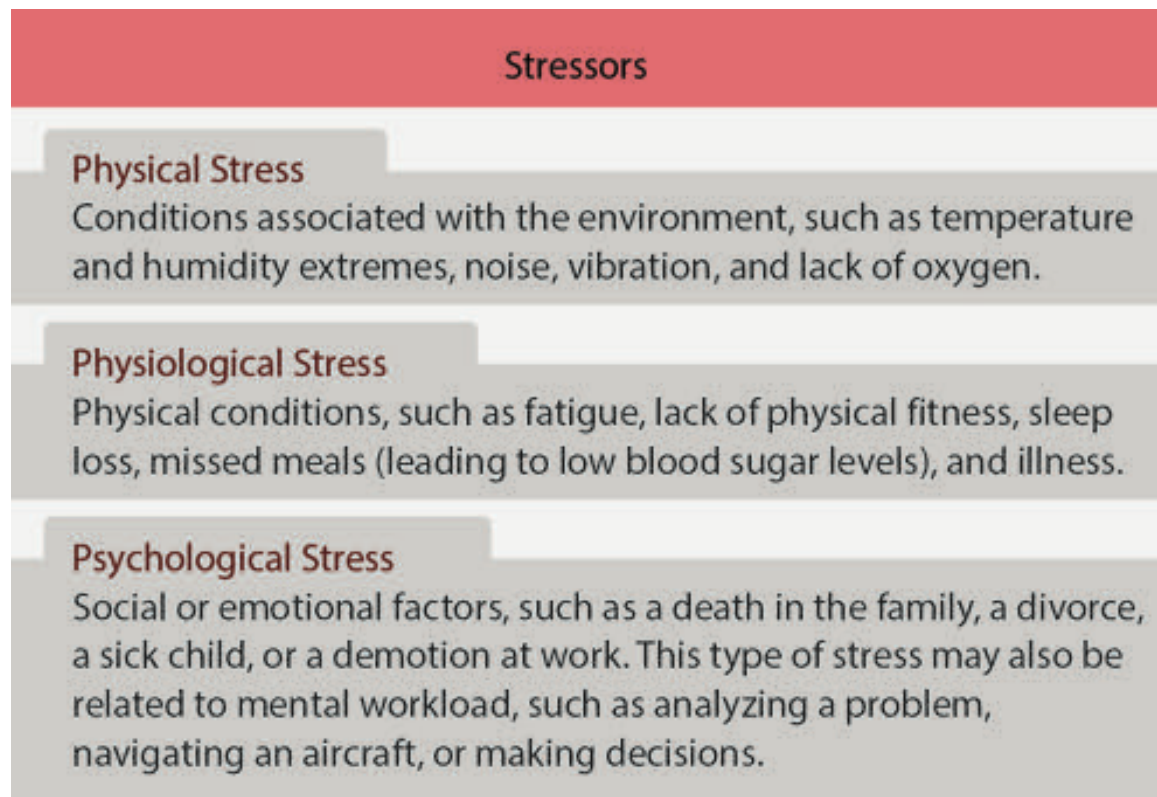 Stressors
Physical Stress
Conditions associated with the environment, such as temperature
and humidity extremes, noise, vibration, and lack of oxygen.
Physiological Stress
Physical conditions, such as fatigue, lack of physical fitness, sleep
loss, missed meals (leading to low blood sugar levels), and illness.
Psychological Stress
Social or emotional factors, such as a death in the family, a divorce,
a sick child, or a demotion at work. This type of stress may also be
related to mental workload, such as analyzing a problem,
navigating an aircraft, or making decisions.